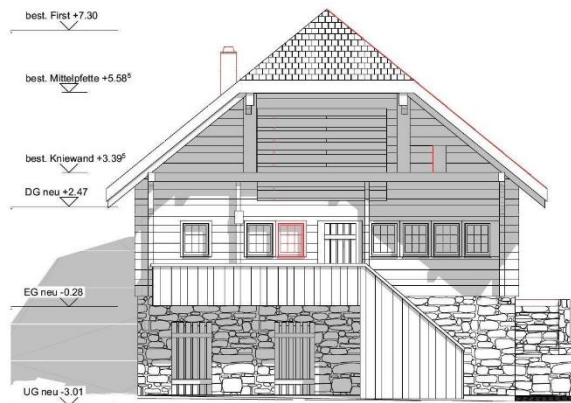 best. First +7.30
best. Mittelpfette +5.58⁵
best. Kniewand +3.39⁵
DG neu +2.47
EG neu -0.28
UG neu -3.01